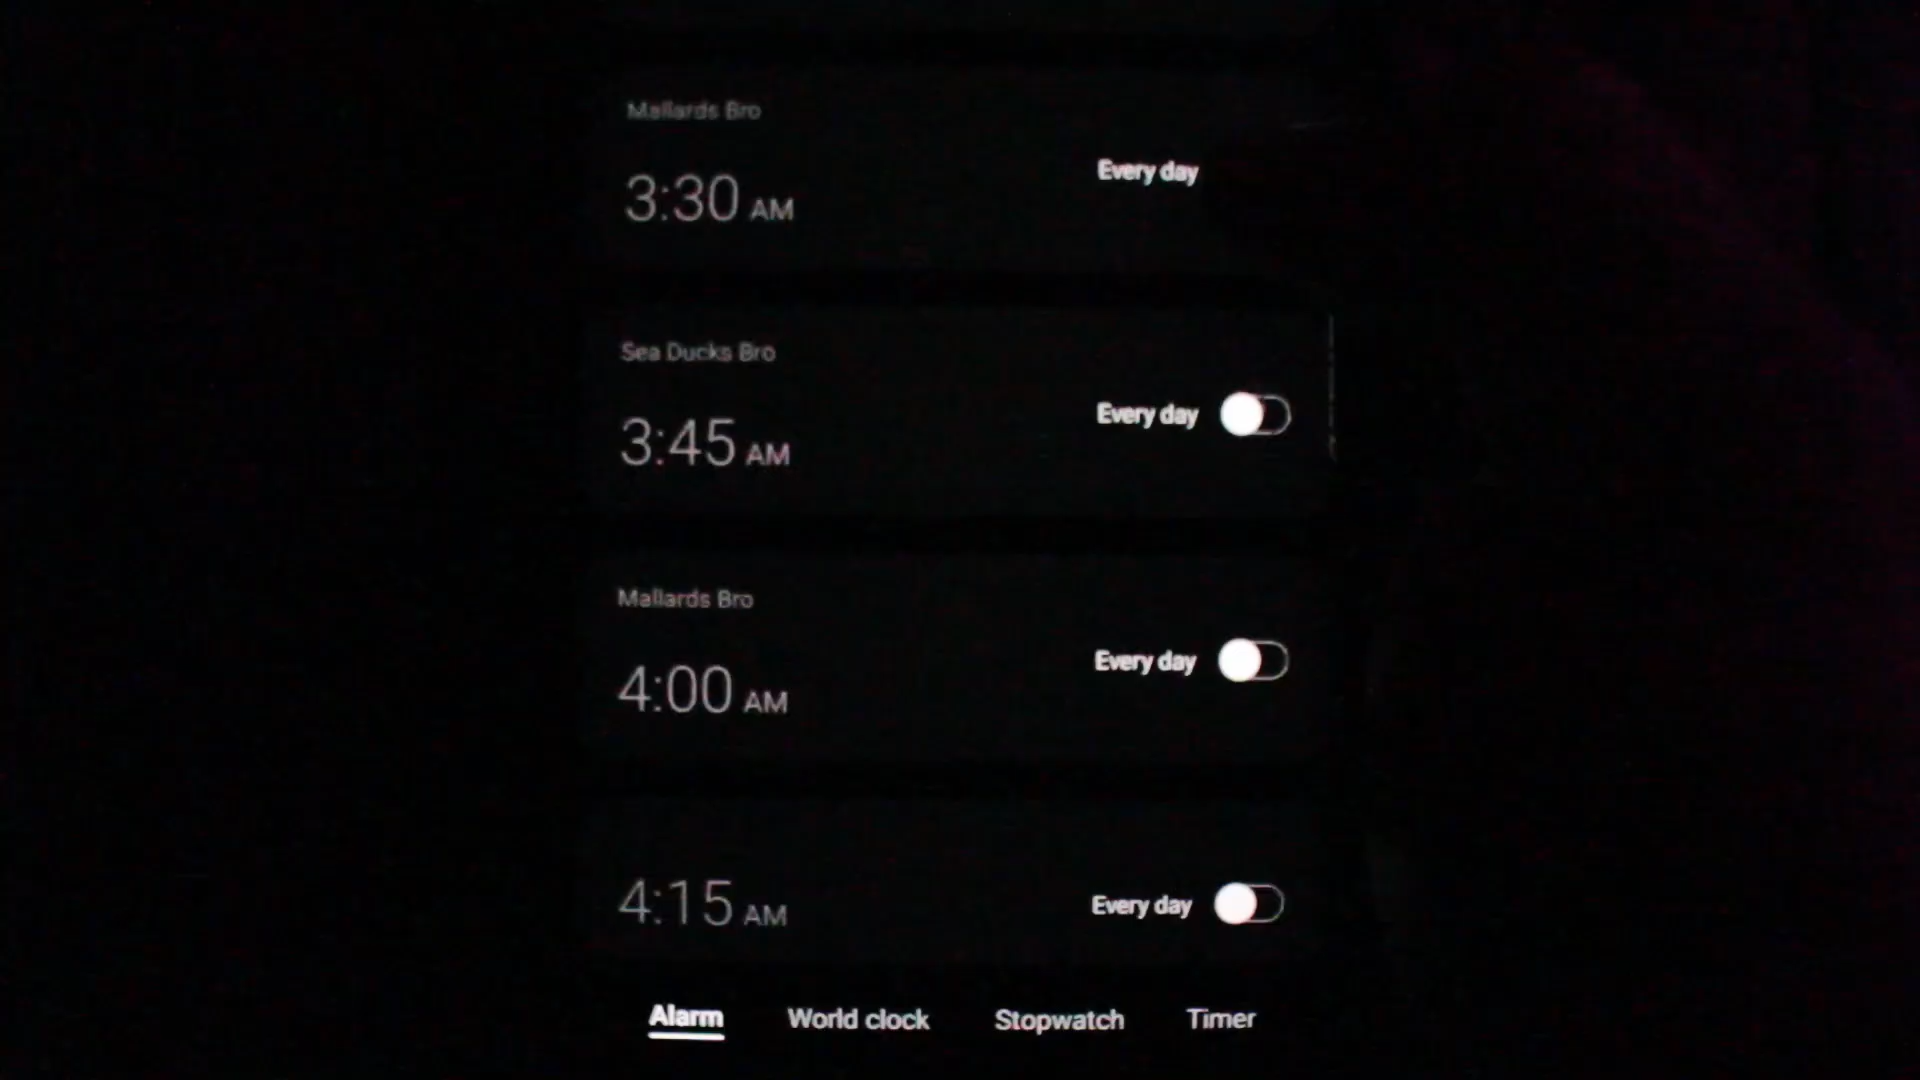 Mallards Bro
3:30 AM
Every day
Sea Ducks Bro
3:45 AM
Every day
Mallards Bro
4:00 AM
Every day
4:15 AM
Every day
Alarm
World clock
Stopwatch
Timer